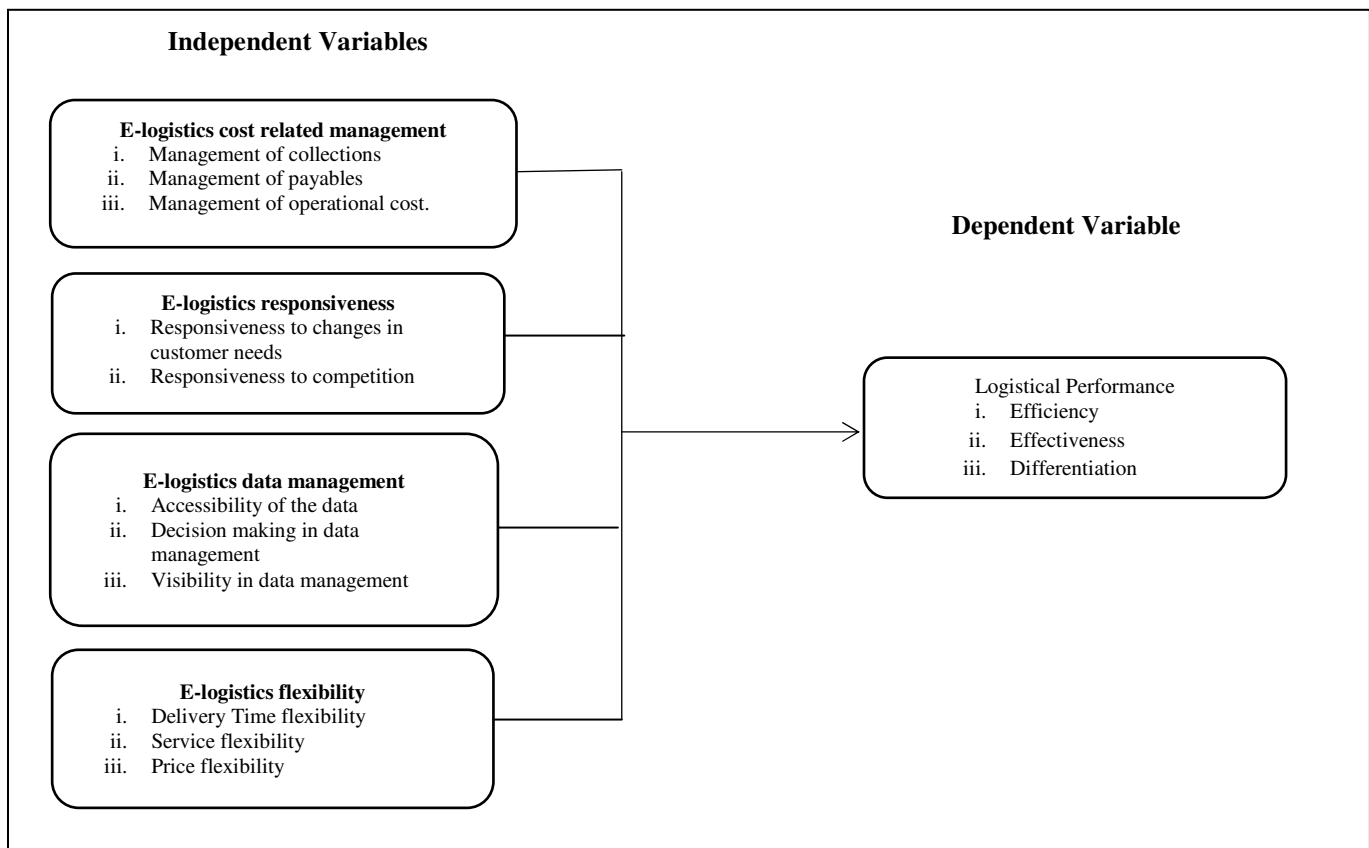 Independent Variables
E-logistics cost related management
i. Management of collections
ii. Management of payables
iii. Management of operational cost.
E-logistics responsiveness
i. Responsiveness to changes in
customer needs
ii. Responsiveness to competition
E-logistics data management
i. Accessibility of the data
ii. Decision making in data
management
iii. Visibility in data management
E-logistics flexibility
i. Delivery Time flexibility
ii. Service flexibility
iii. Price flexibility
Dependent Variable
Logistical Performance
i. Efficiency
ii. Effectiveness
iii. Differentiation